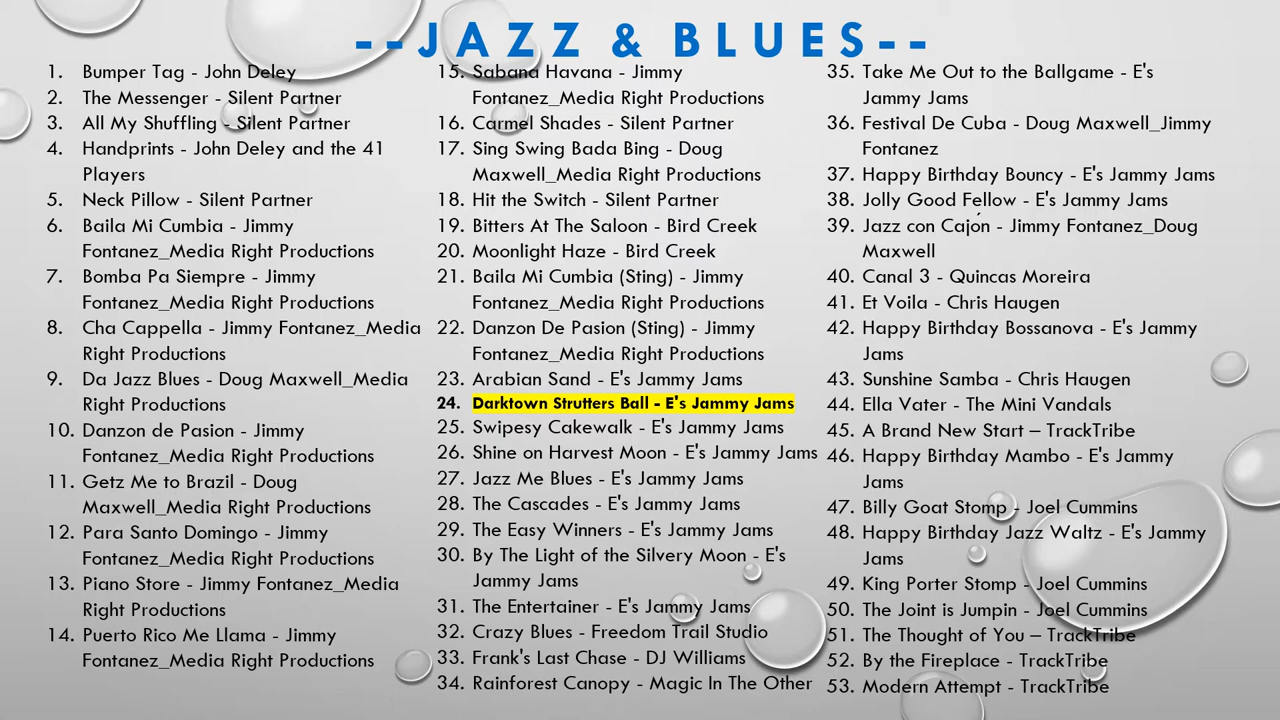 --JAZZ & BLUES--
1. Bumper Tag - John Deley
2. The Messenger - Silent Partner
3. All My Shuffling - Silent Partner
4. Handprints - John Deley and the 41
Players
5. Neck Pillow - Silent Partner
6. Baila Mi Cumbia - Jimmy
Fontanez_Media Right Productions
7. Bomba Pa Siempre - Jimmy
Fontanez_Media Right Productions
8. Cha Cappella - Jimmy Fontanez_Media
Right Productions
9. Da Jazz Blues - Doug Maxwell_Media
Right Productions
10. Danzon de Pasion - Jimmy
Fontanez_Media Right Productions
11. Getz Me to Brazil - Doug
Maxwell_Media Right Productions
12. Para Santo Domingo - Jimmy
Fontanez_Media Right Productions
13. Piano Store - Jimmy Fontanez_Media
Right Productions
14. Puerto Rico Me Llama - Jimmy
Fontanez_Media Right Productions
15. Sabana Havana - Jimmy
Fontanez_Media Right Productions
16. Carmel Shades - Silent Partner
17. Sing Swing Bada Bing - Doug
Maxwell_Media Right Productions
18. Hit the Switch - Silent Partner
19. Bitters At The Saloon - Bird Creek
20. Moonlight Haze - Bird Creek
21. Baila Mi Cumbia (Sting) - Jimmy
Fontanez_Media Right Productions
22. Danzon De Pasion (Sting) - Jimmy
Fontanez_Media Right Productions
23. Arabian Sand - E's Jammy Jams
24. Darktown Strutters Ball - E's Jammy Jams
25. Swipesy Cakewalk - E's Jammy Jams
26. Shine on Harvest Moon - E's Jammy Jams
27. Jazz Me Blues - E's Jammy Jams
28. The Cascades - E's Jammy Jams
29. The Easy Winners - E's Jammy Jams
30. By The Light of the Silvery Moon - E's
Jammy Jams
31. The Entertainer - E's Jammy Jams
32. Crazy Blues - Freedom Trail Studio
33. Frank's Last Chase - DJ Williams
34. Rainforest Canopy - Magic In The Other
35. Take Me Out to the Ballgame - E's
Jammy Jams
36. Festival De Cuba - Doug Maxwell_Jimmy
Fontanez
37. Happy Birthday Bouncy - E's Jammy Jams
38. Jolly Good Fellow - E's Jammy Jams
39. Jazz con Cajón - Jimmy Fontanez_Doug
Maxwell
40. Canal 3 - Quincas Moreira
41. Et Voila - Chris Haugen
42. Happy Birthday Bossanova - E's Jammy
Jams
43. Sunshine Samba - Chris Haugen
44. Ella Vater - The Mini Vandals
45. A Brand New Start – TrackTribe
46. Happy Birthday Mambo - E's Jammy
Jams
47. Billy Goat Stomp - Joel Cummins
48. Happy Birthday Jazz Waltz - E's Jammy
Jams
49. King Porter Stomp - Joel Cummins
50. The Joint is Jumpin - Joel Cummins
51. The Thought of You – TrackTribe
52. By the Fireplace - TrackTribe
53. Modern Attempt - TrackTribe